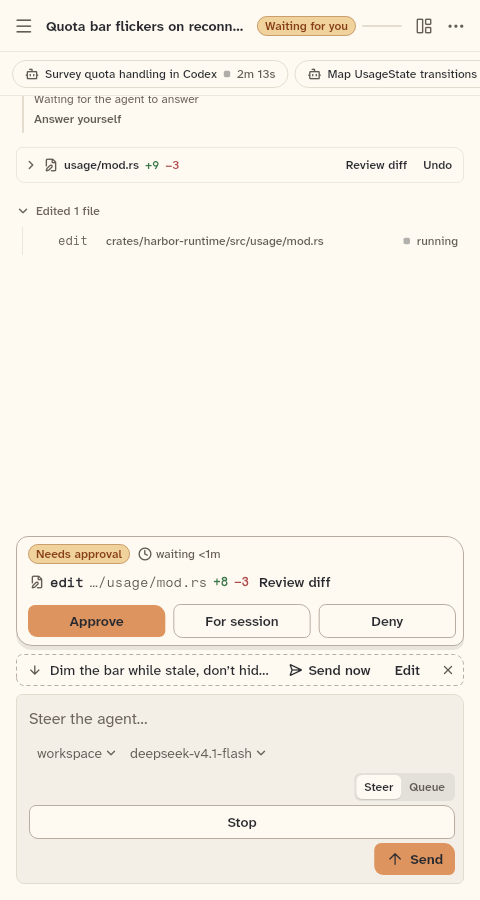 Quota bar flickers on reconn... Waiting for you
Survey quota handling in Codex 2m 13s Map UsageState transitions
Waiting for the agent to answer
Answer yourself
usage/mod.rs +9 −3 Review diff Undo
Edited 1 file
edit crates/harbor-runtime/src/usage/mod.rs running
Needs approval waiting <1m
edit …/usage/mod.rs +8 −3 Review diff
Approve For session Deny
Dim the bar while stale, don't hid... Send now Edit
Steer the agent...
workspace deepseek-v4.1-flash
Steer Queue
Stop
Send